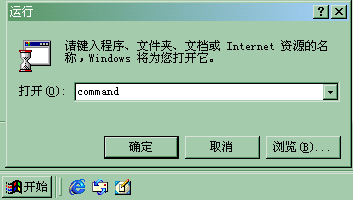 运行
请键入程序、文件夹、文档或 Internet 资源的名
称，Windows 将为您打开它。
打开(O): command
确定 取消 浏览(B)...
开始